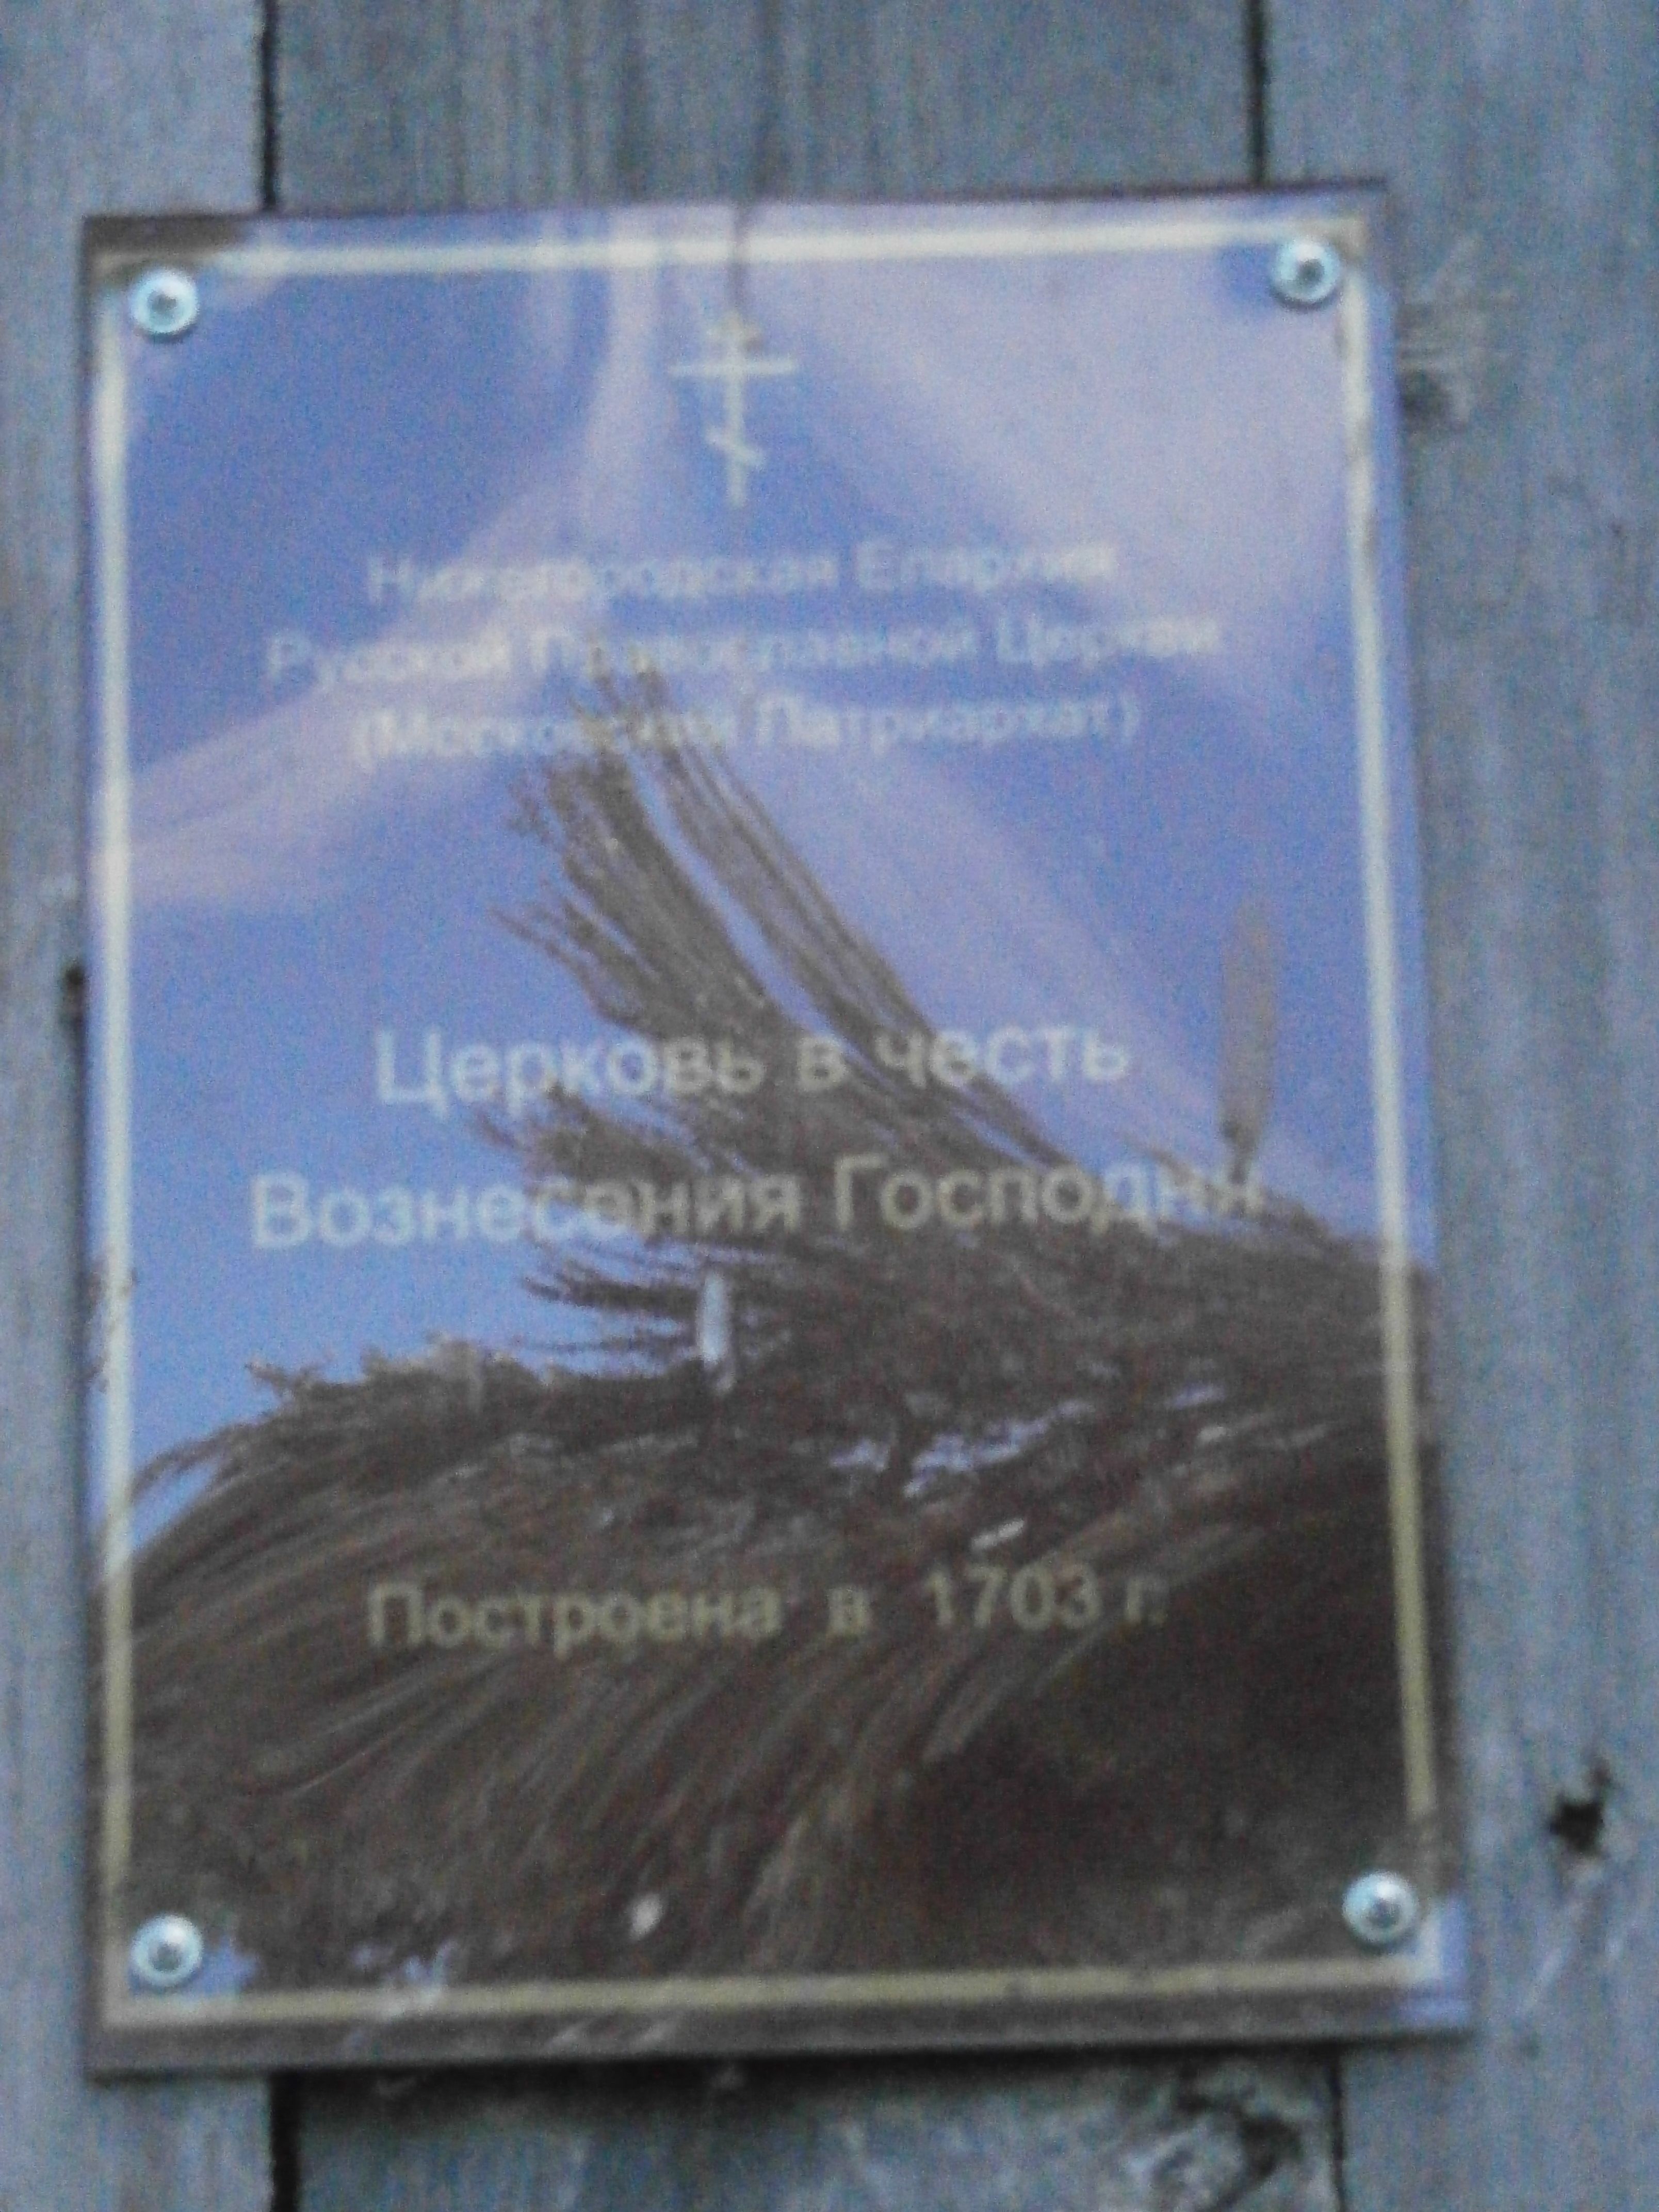 Нижегородская Епархия
Русской Православной Церкви
(Московский Патриархат)
Церковь в честь
Вознесения Господня
Построена в 1703 г.